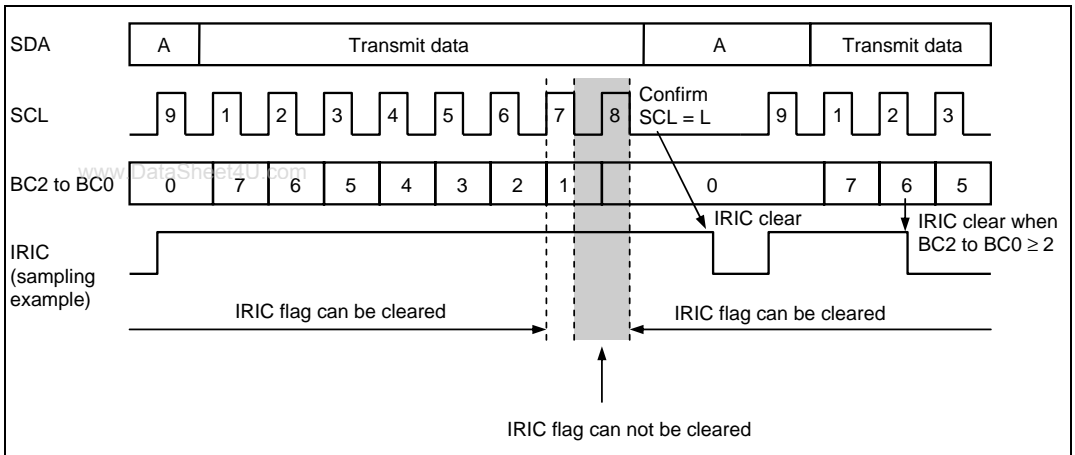 SDA
A
Transmit data
A
Transmit data
SCL
9 1 2 3 4 5 6 7 8
Confirm
SCL = L
9 1 2 3
www.DataSheet4U.com
BC2 to BC0
0 7 6 5 4 3 2 1 0 7 6 5
IRIC
(sampling
example)
IRIC clear
IRIC clear when
BC2 to BC0 ≥ 2
IRIC flag can be cleared
IRIC flag can be cleared
IRIC flag can not be cleared